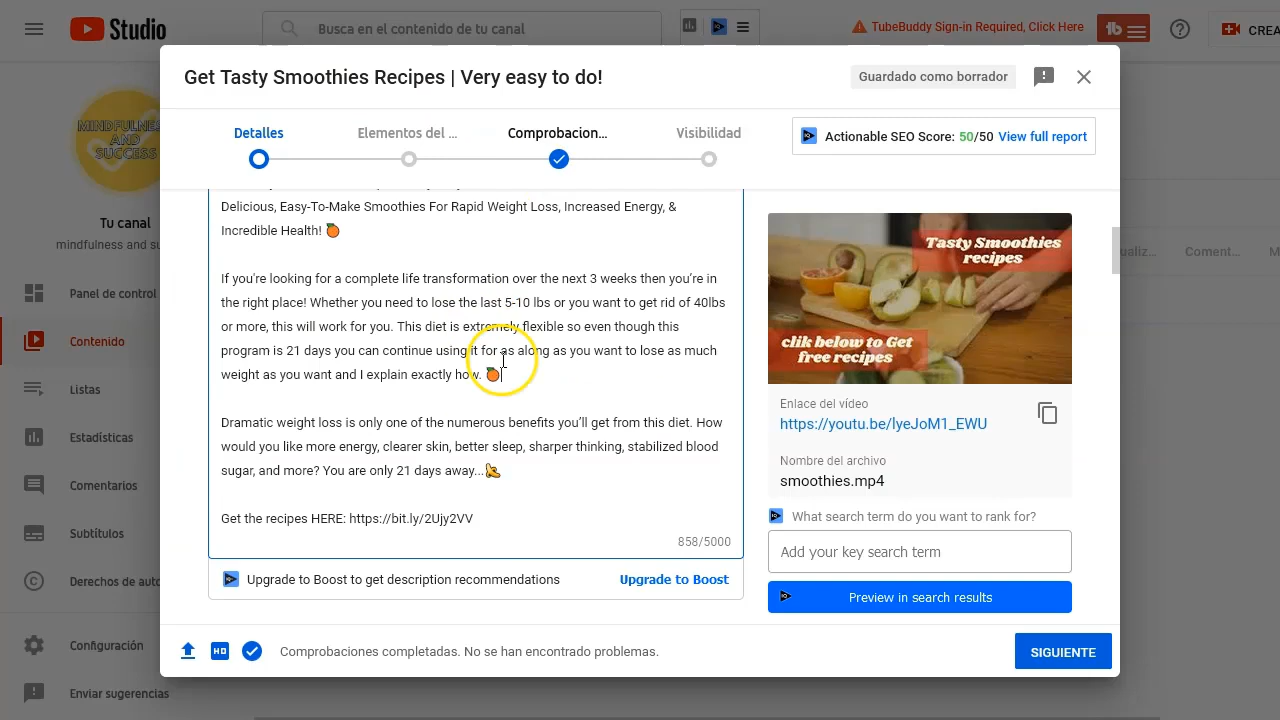 Studio
Busca en el contenido de tu canal
TubeBuddy Sign-in Required, Click Here
tb
CREA
Get Tasty Smoothies Recipes | Very easy to do!
Guardado como borrador
Detalles
Elementos del ...
Comprobacion...
Visibilidad
Actionable SEO Score: 50/50 View full report
MINDFULNESS
AND
SUCCESS
Tu canal
mindfulness and su
Panel de control
Contenido
Listas
Estadísticas
Comentarios
Subtítulos
Derechos de auto
Configuración
Enviar sugerencias
Delicious, Easy-To-Make Smoothies For Rapid Weight Loss, Increased Energy, &
Incredible Health! 🍊
If you're looking for a complete life transformation over the next 3 weeks then you're in
the right place! Whether you need to lose the last 5-10 lbs or you want to get rid of 40lbs
or more, this will work for you. This diet is extremely flexible so even though this
program is 21 days you can continue using it for as along as you want to lose as much
weight as you want and I explain exactly how. 🍊
Dramatic weight loss is only one of the numerous benefits you'll get from this diet. How
would you like more energy, clearer skin, better sleep, sharper thinking, stabilized blood
sugar, and more? You are only 21 days away...
Get the recipes HERE: https://bit.ly/2Ujy2VV
858/5000
Upgrade to Boost to get description recommendations
Upgrade to Boost
Tasty Smoothies
recipes
clik below to Get
free recipes
Enlace del vídeo
https://youtu.be/lyeJoM1_EWU
Nombre del archivo
smoothies.mp4
What search term do you want to rank for?
Add your key search term
Preview in search results
ualiz...
Coment...
HD
Comprobaciones completadas. No se han encontrado problemas.
SIGUIENTE